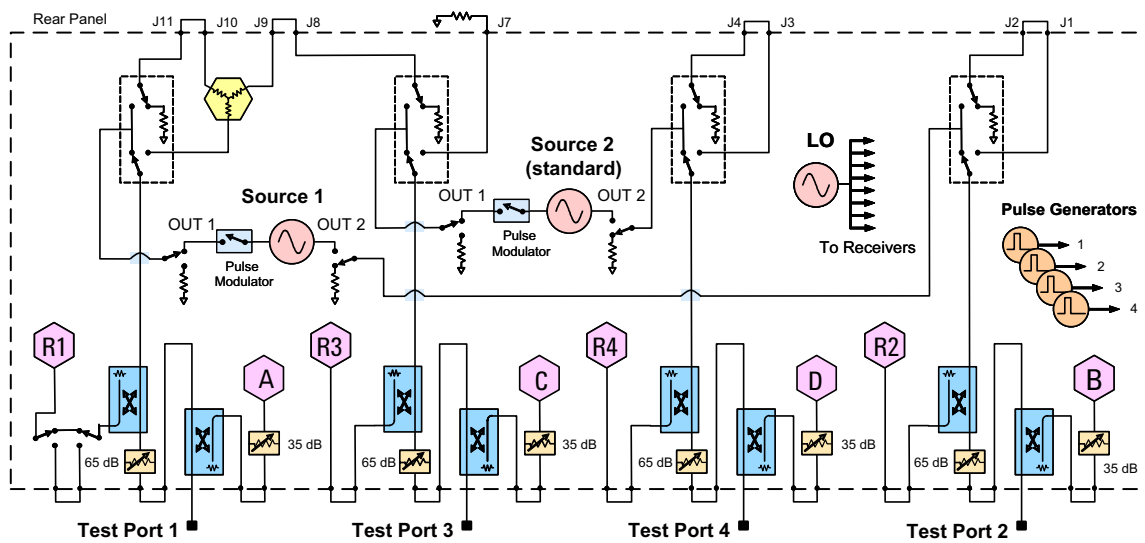 Rear Panel
J11 J10 J9 J8 J7 J4 J3 J2 J1
Source 1
OUT 1
OUT 2
Pulse
Modulator
Source 2
(standard)
OUT 1
OUT 2
Pulse
Modulator
LO
To Receivers
Pulse Generators
1
2
3
4
R1
A
R3
C
R4
D
R2
B
65 dB
35 dB
65 dB
35 dB
65 dB
35 dB
65 dB
35 dB
Test Port 1
Test Port 3
Test Port 4
Test Port 2